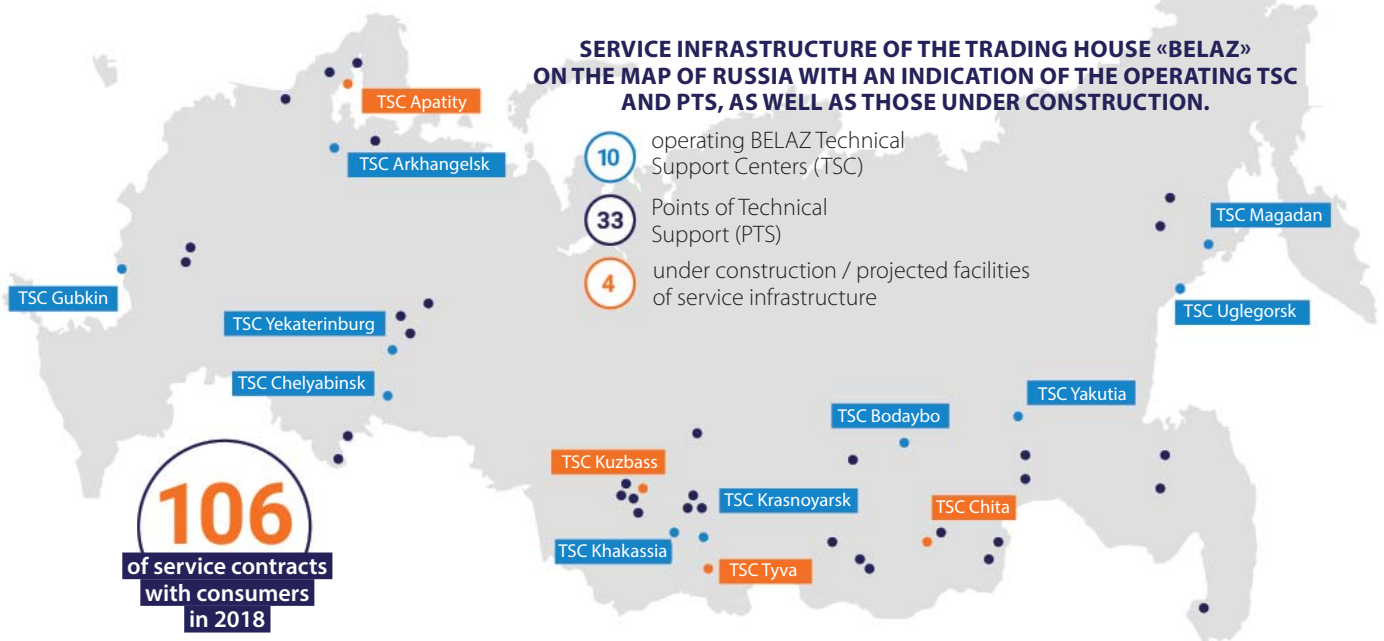 SERVICE INFRASTRUCTURE OF THE TRADING HOUSE «BELAZ»
ON THE MAP OF RUSSIA WITH AN INDICATION OF THE OPERATING TSC
AND PTS, AS WELL AS THOSE UNDER CONSTRUCTION.
10
operating BELAZ Technical
Support Centers (TSC)
33
Points of Technical
Support (PTS)
4
under construction / projected facilities
of service infrastructure
TSC Apatity
TSC Arkhangelsk
TSC Magadan
TSC Gubkin
TSC Uglegorsk
TSC Yekaterinburg
TSC Chelyabinsk
TSC Yakutia
TSC Bodaybo
TSC Kuzbass
TSC Krasnoyarsk
TSC Chita
TSC Khakassia
TSC Tyva
106
of service contracts
with consumers
in 2018